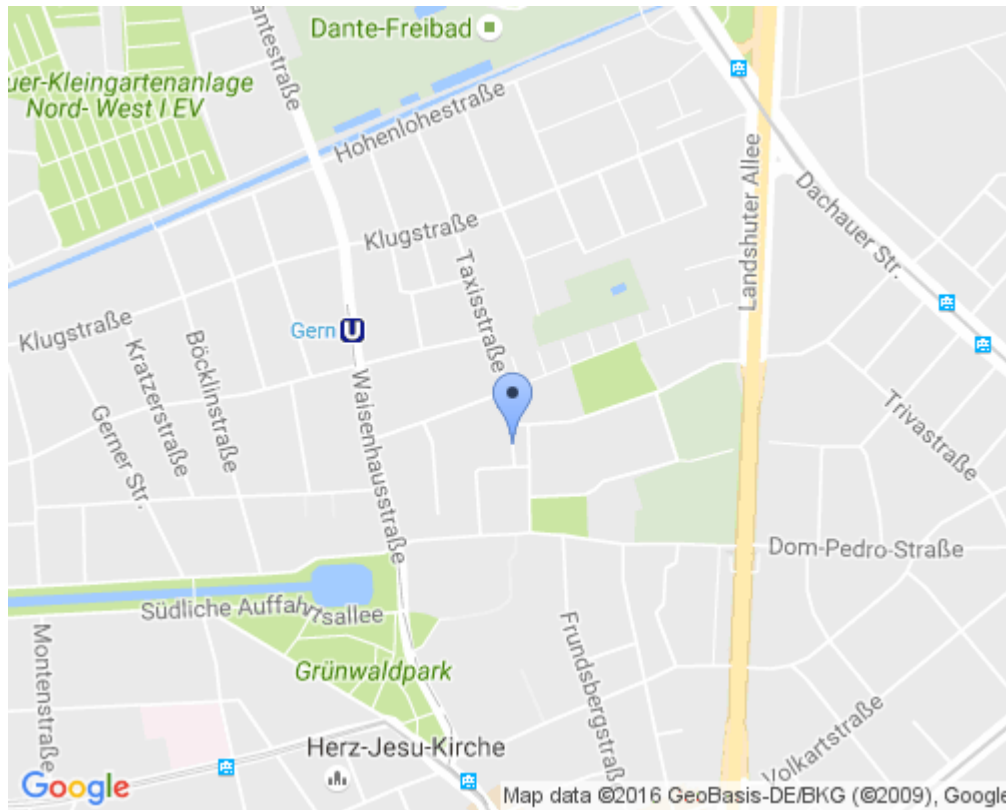 Dante-Freibad
antestraße
uer-Kleingartenanlage
Nord- West I EV
Hohenlohestraße
Landshuter Allee
Dachauer Str.
Klugstraße
Taxisstraße
Klugstraße
Gern U
Kratzerstraße
Böcklinstraße
Gerner Str.
Waisenhausstraße
Trivastraße
Dom-Pedro-Straße
Südliche Auffahrtsallee
Montenstraße
Grünwaldpark
Frundsbergstraße
Volkartstraße
Herz-Jesu-Kirche
Google
Map data ©2016 GeoBasis-DE/BKG (©2009), Google